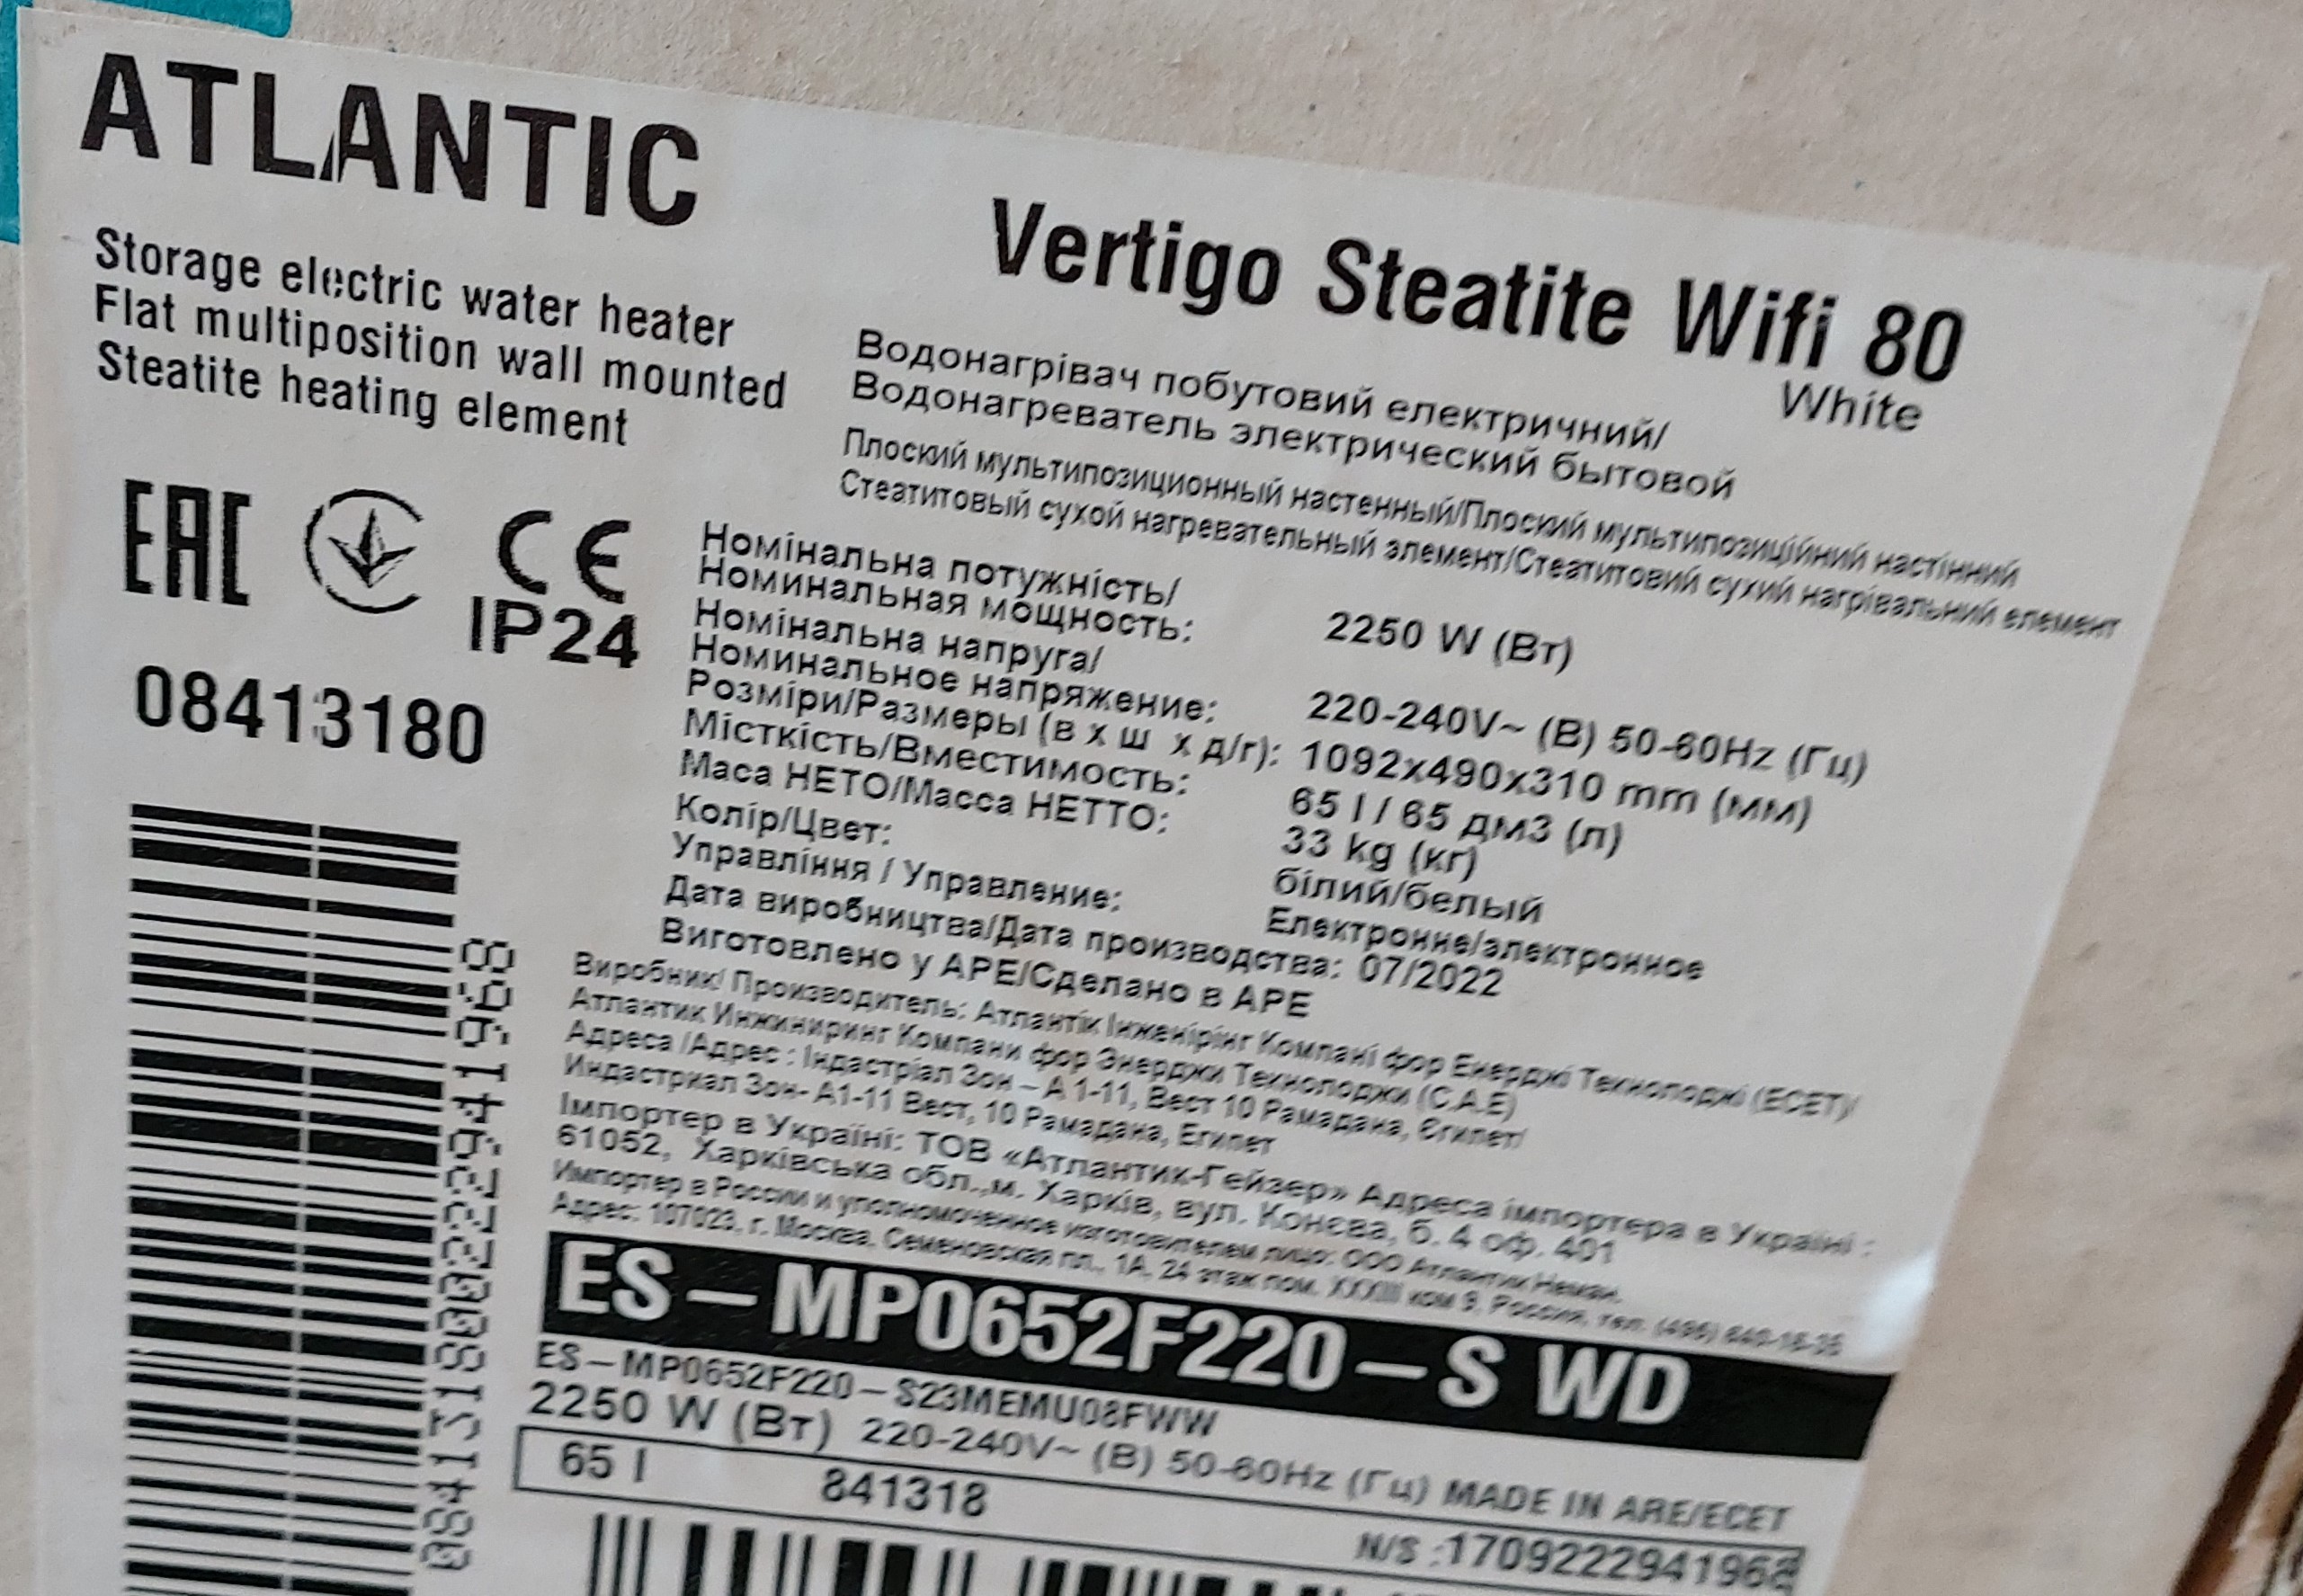 ATLANTIC
Vertigo Steatite Wifi 80
White
Storage electric water heater
Flat multiposition wall mounted
Steatite heating element
Водонагрівач побутовий електричний/
Водонагреватель электрический бытовой
Плоский мультипозиционный настенный/Плоский мультипозиційний настінний
Стеатитовый сухой нагревательный элемент/Стеатитовий сухий нагрівальний елемент
EAC
CE
IP24
08413180
Номінальна потужність/
Номинальная мощность: 2250 W (Вт)
Номінальна напруга/
Номинальное напряжение: 220-240V~ (В) 50-60Hz (Гц)
Розміри/Размеры (в х ш х д/г): 1092x490x310 mm (мм)
Місткість/Вместимость: 65 l / 65 дм3 (л)
Маса НЕТО/Масса НЕТТО: 33 kg (кг)
Колір/Цвет: білий/белый
Управління / Управление: Електронне/электронное
Дата виробництва/Дата производства: 07/2022
Виготовлено у АРЕ/Сделано в АРЕ
Виробник/ Производитель: Атлантік Інженірінг Компані фор Енерджі Технолоджі (ЕСЕТ)/
Атлантик Инжиниринг Компани фор Энерджи Технолоджи (С.А.Е)
Адреса /Адрес : Індастріал Зон – А 1-11, Вест 10 Рамадана, Єгипет/
Индастриал Зон- А1-11 Вест, 10 Рамадана, Египет
Імпортер в Україні: ТОВ «Атлантик-Гейзер» Адреса імпортера в Україні :
61052, Харківська обл.,м. Харків, вул. Конєва, б. 4 оф. 401
Импортер в России и уполномоченное изготовителем лицо: ООО Атлантик Неман,
Адрес: 107023, г. Москва, Семеновская пл., 1А, 24 этаж пом. XXXIII ком 9, Россия, тел. (495)
ES–MP0652F220–S WD
ES–MP0652F220–S23MEMU08FWW
2250 W (Вт) 220-240V~ (В) 50-60Hz (Гц) MADE IN ARE/ECET
65 l 841318 N/S :170922294196